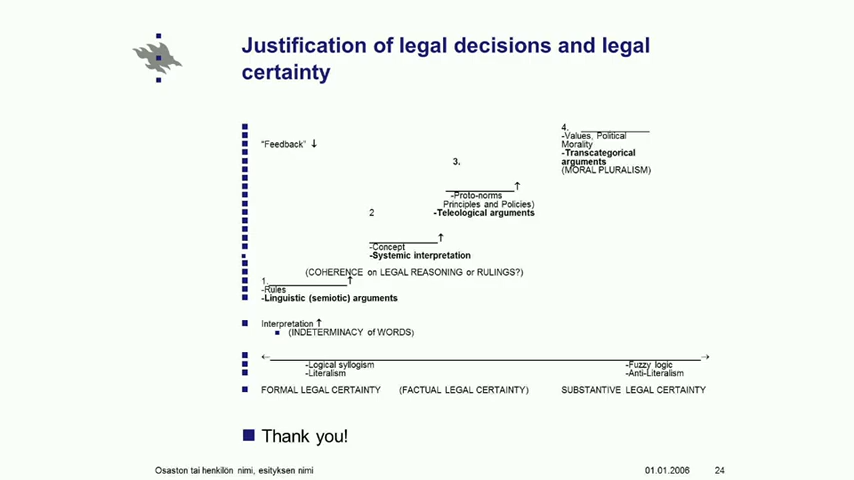 Justification of legal decisions and legal
certainty
4.
-Values, Political
Morality
-Transcategorical
arguments
(MORAL PLURALISM)
“Feedback” ↓
3.
↑
-Proto-norms
Principles and Policies)
-Teleological arguments
2
↑
-Concept
-Systemic interpretation
(COHERENCE on LEGAL REASONING or RULINGS?)
1.
↑
-Rules
-Linguistic (semiotic) arguments
Interpretation ↑
(INDETERMINACY of WORDS)
← →
-Logical syllogism
-Literalism
-Fuzzy logic
-Anti-Literalism
FORMAL LEGAL CERTAINTY (FACTUAL LEGAL CERTAINTY) SUBSTANTIVE LEGAL CERTAINTY
Thank you!
Osaston tai henkilön nimi, esityksen nimi 01.01.2006 24